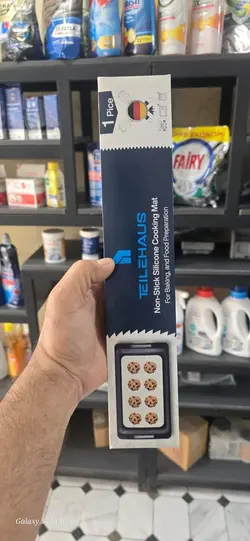 1 Pice
TEILEHAUS
Non-Stick Silicone Cooking Mat
For Baking, and Food Preparation
FAIRY
Galaxy